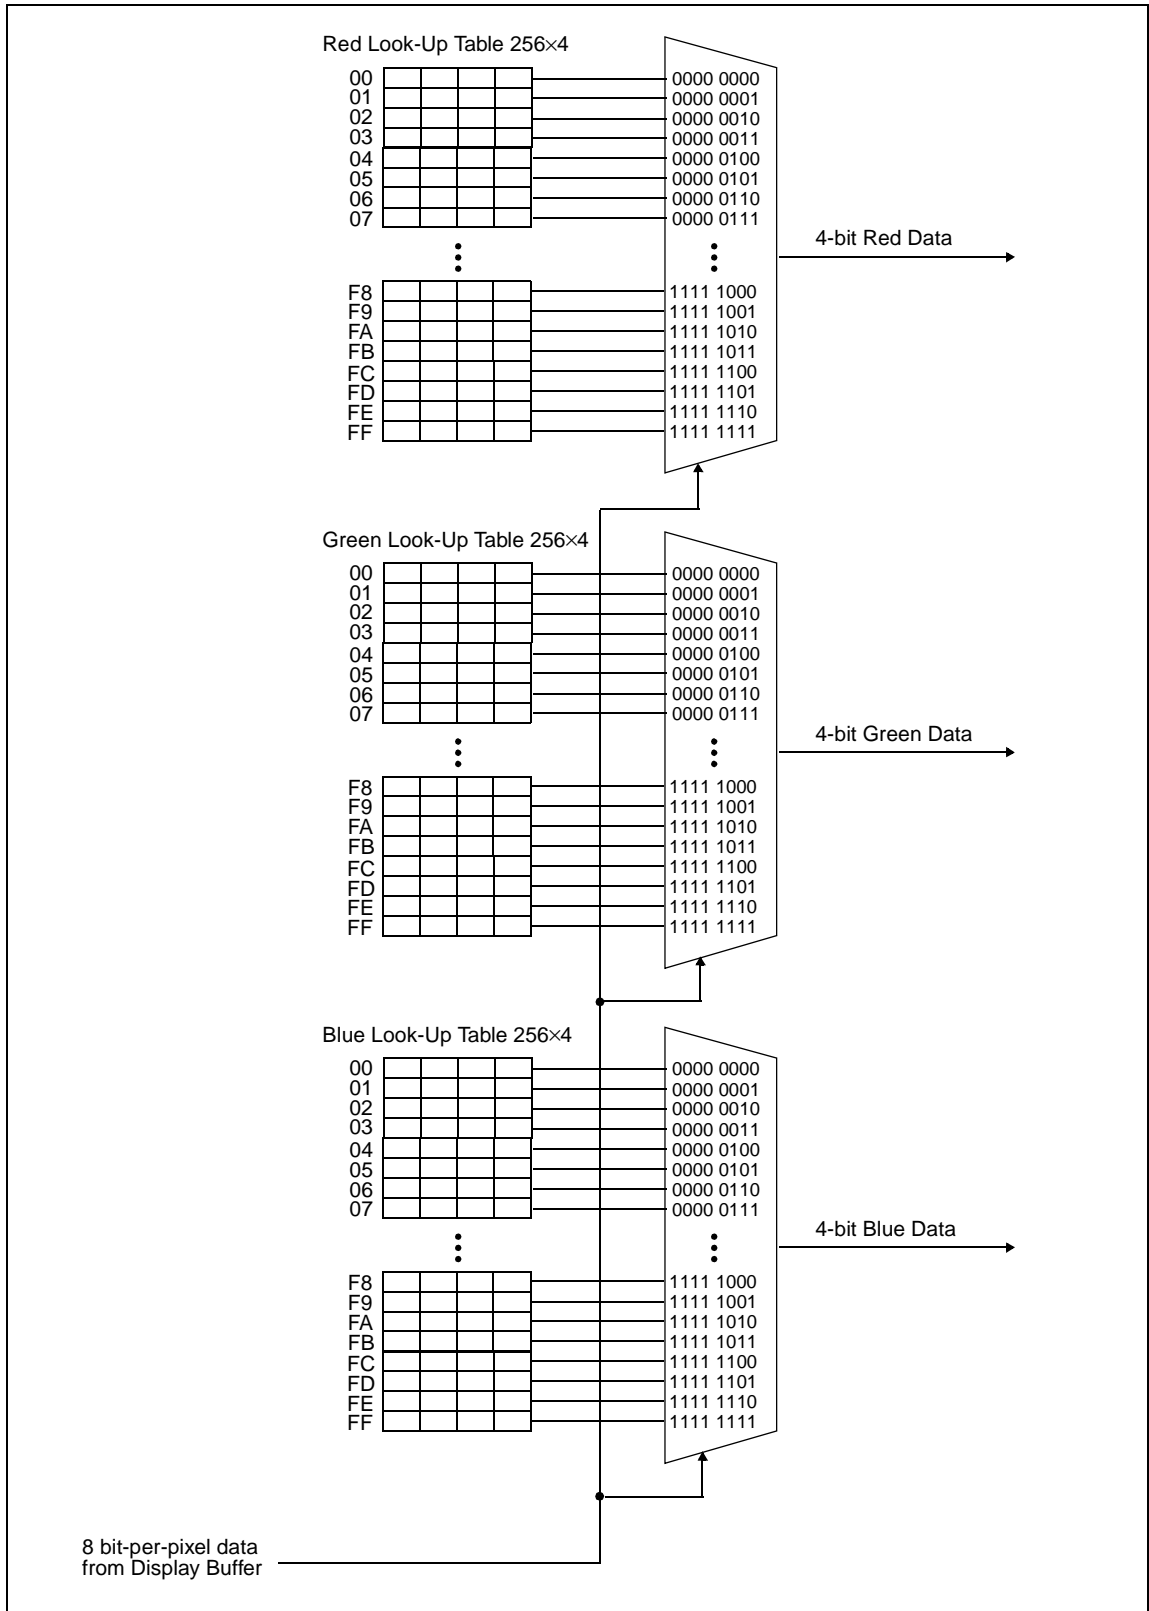 Red Look-Up Table 256×4
00 0000 0000
01 0000 0001
02 0000 0010
03 0000 0011
04 0000 0100
05 0000 0101
06 0000 0110
07 0000 0111
4-bit Red Data
F8 1111 1000
F9 1111 1001
FA 1111 1010
FB 1111 1011
FC 1111 1100
FD 1111 1101
FE 1111 1110
FF 1111 1111
Green Look-Up Table 256×4
00 0000 0000
01 0000 0001
02 0000 0010
03 0000 0011
04 0000 0100
05 0000 0101
06 0000 0110
07 0000 0111
4-bit Green Data
F8 1111 1000
F9 1111 1001
FA 1111 1010
FB 1111 1011
FC 1111 1100
FD 1111 1101
FE 1111 1110
FF 1111 1111
Blue Look-Up Table 256×4
00 0000 0000
01 0000 0001
02 0000 0010
03 0000 0011
04 0000 0100
05 0000 0101
06 0000 0110
07 0000 0111
4-bit Blue Data
F8 1111 1000
F9 1111 1001
FA 1111 1010
FB 1111 1011
FC 1111 1100
FD 1111 1101
FE 1111 1110
FF 1111 1111
8 bit-per-pixel data
from Display Buffer